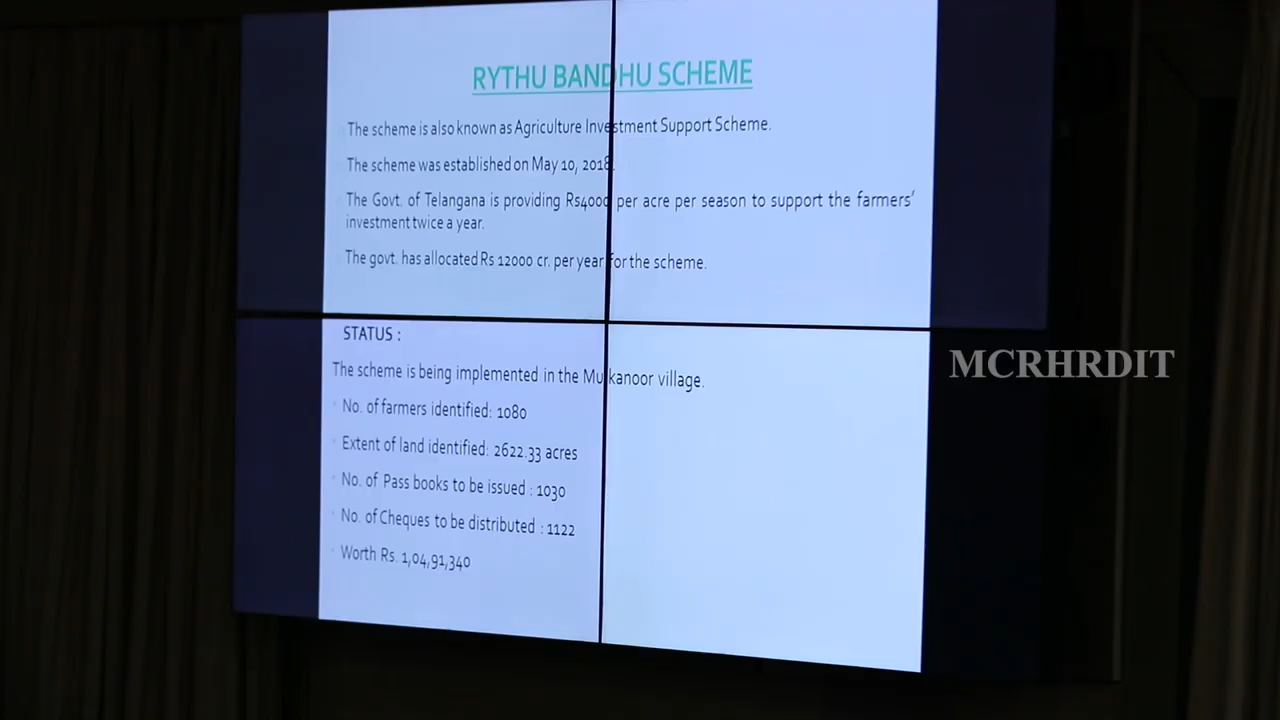 RYTHU BANDHU SCHEME
The scheme is also known as Agriculture Investment Support Scheme.
The scheme was established on May 10, 2018.
The Govt. of Telangana is providing Rs4000 per acre per season to support the farmers'
investment twice a year.
The govt. has allocated Rs 12000 cr. per year for the scheme.
STATUS :
The scheme is being implemented in the Mulkanoor village.
No. of farmers identified: 1080
Extent of land identified: 2622.33 acres
No. of Pass books to be issued : 1030
No. of Cheques to be distributed : 1122
Worth Rs. 1,04,91,340
MCRHRDIT